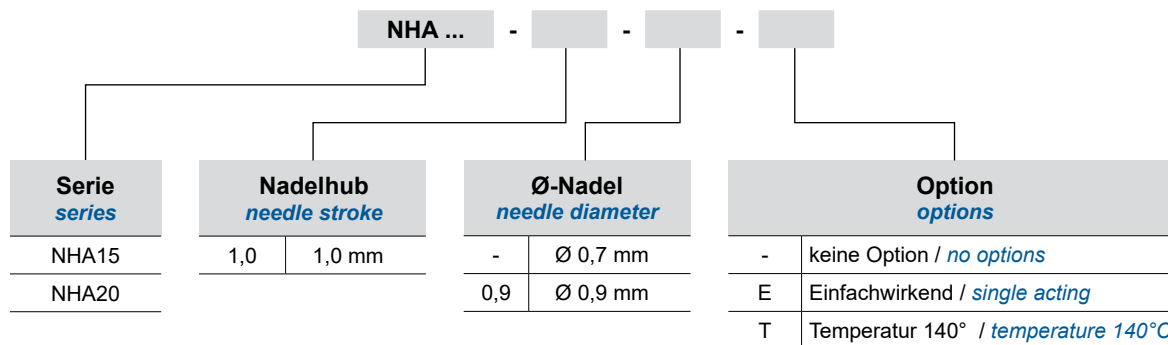 NHA ... - - -
Serie
series
NHA15
NHA20
Nadelhub
needle stroke
1,0 1,0 mm
Ø-Nadel
needle diameter
- Ø 0,7 mm
0,9 Ø 0,9 mm
Option
options
- keine Option / no options
E Einfachwirkend / single acting
T Temperatur 140° / temperature 140°C